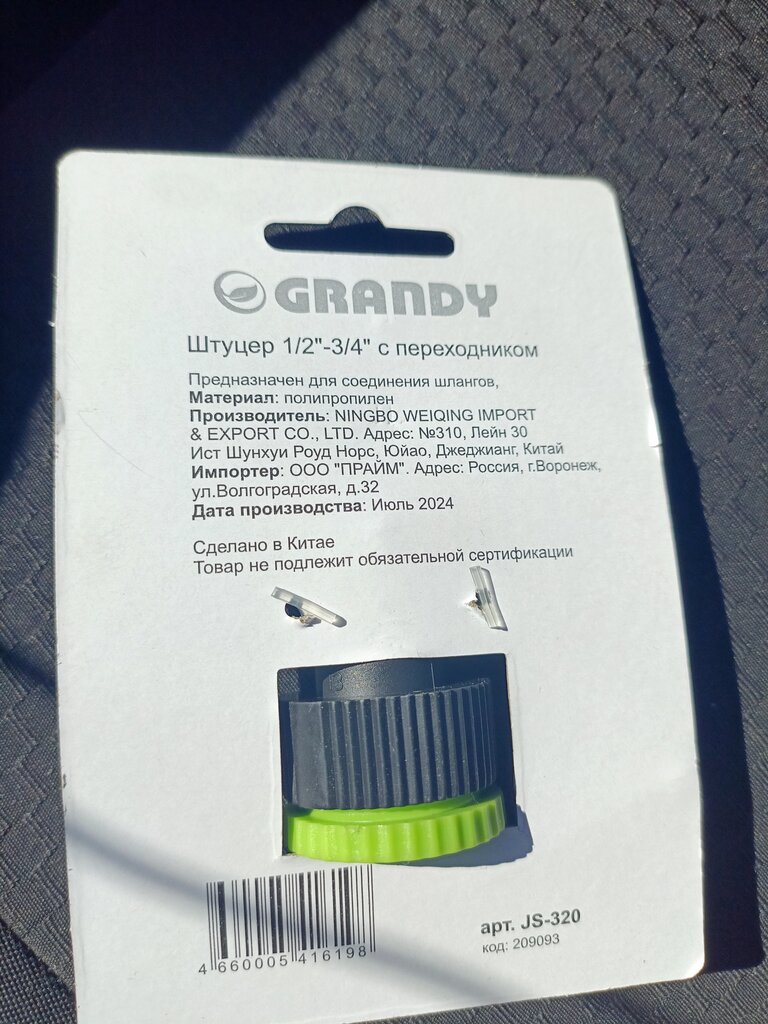 GRANDY
Штуцер 1/2"-3/4" с переходником
Предназначен для соединения шлангов,
Материал: полипропилен
Производитель: NINGBO WEIQING IMPORT
& EXPORT CO., LTD. Адрес: №310, Лейн 30
Ист Шунхуи Роуд Норс, Юйао, Джеджианг, Китай
Импортер: ООО "ПРАЙМ". Адрес: Россия, г.Воронеж,
ул.Волгоградская, д.32
Дата производства: Июль 2024
Сделано в Китае
Товар не подлежит обязательной сертификации
арт. JS-320
код: 209093
4 660005 416198